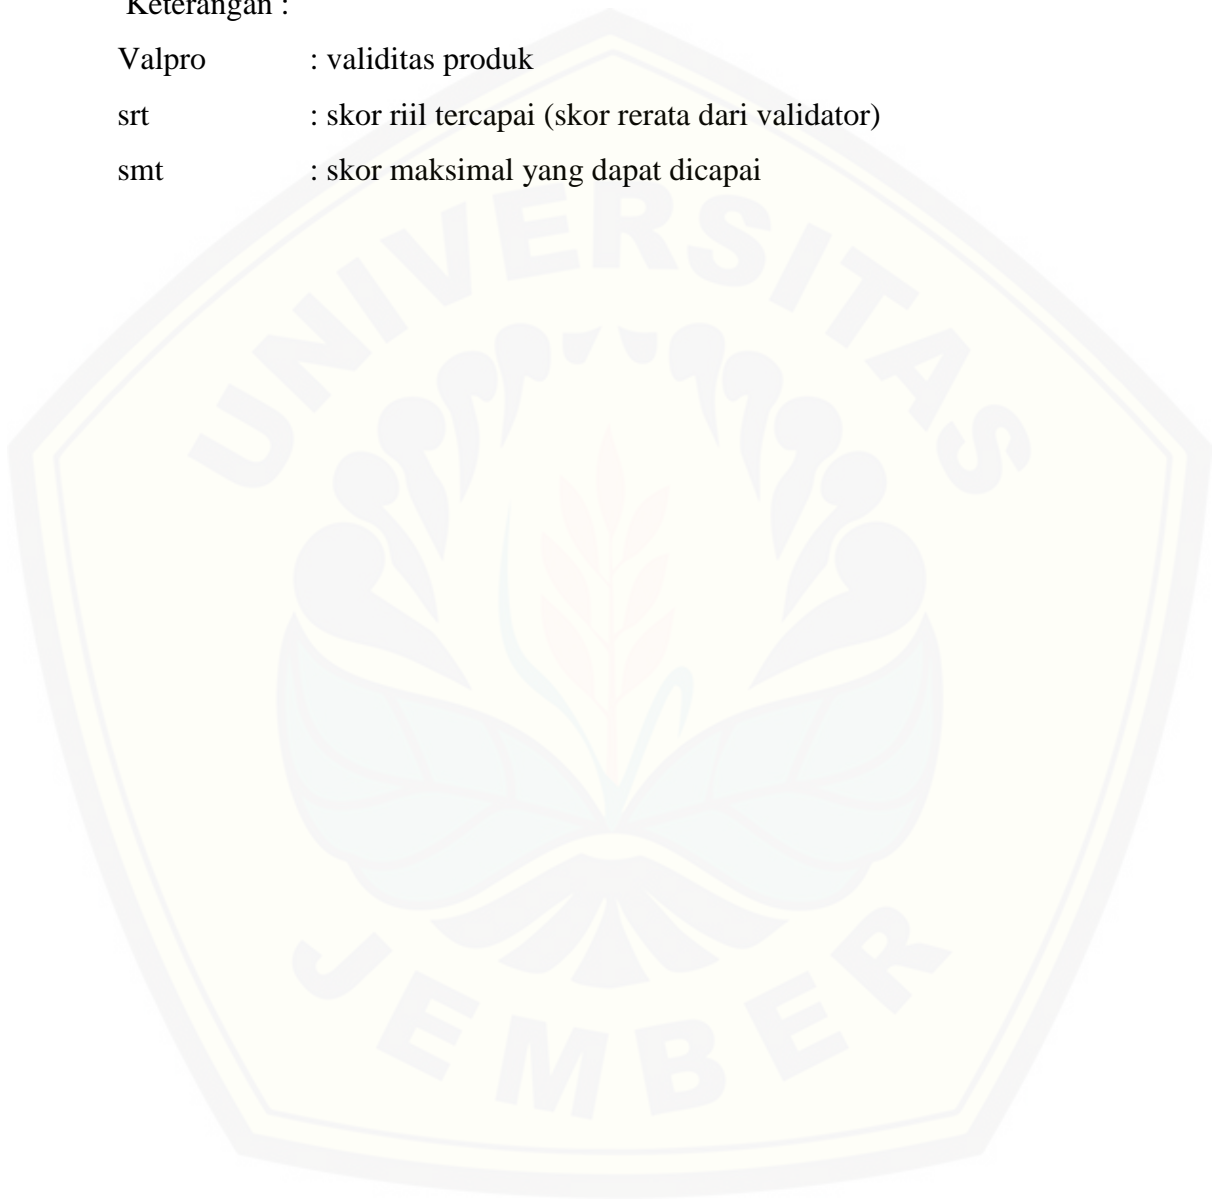 Keterangan :
Valpro : validitas produk
srt : skor riil tercapai (skor rerata dari validator)
smt : skor maksimal yang dapat dicapai
UNIVERSITAS
JEMBER